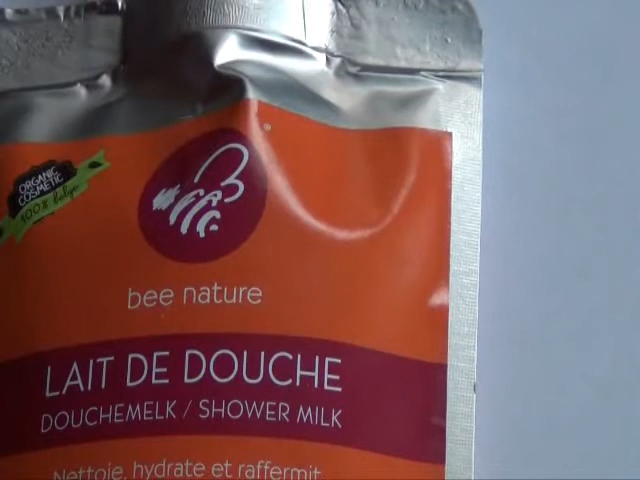 ORGANIC
COSMETIC
100% belge
bee nature
LAIT DE DOUCHE
DOUCHEMELK / SHOWER MILK
Nettoie, hydrate et raffermit